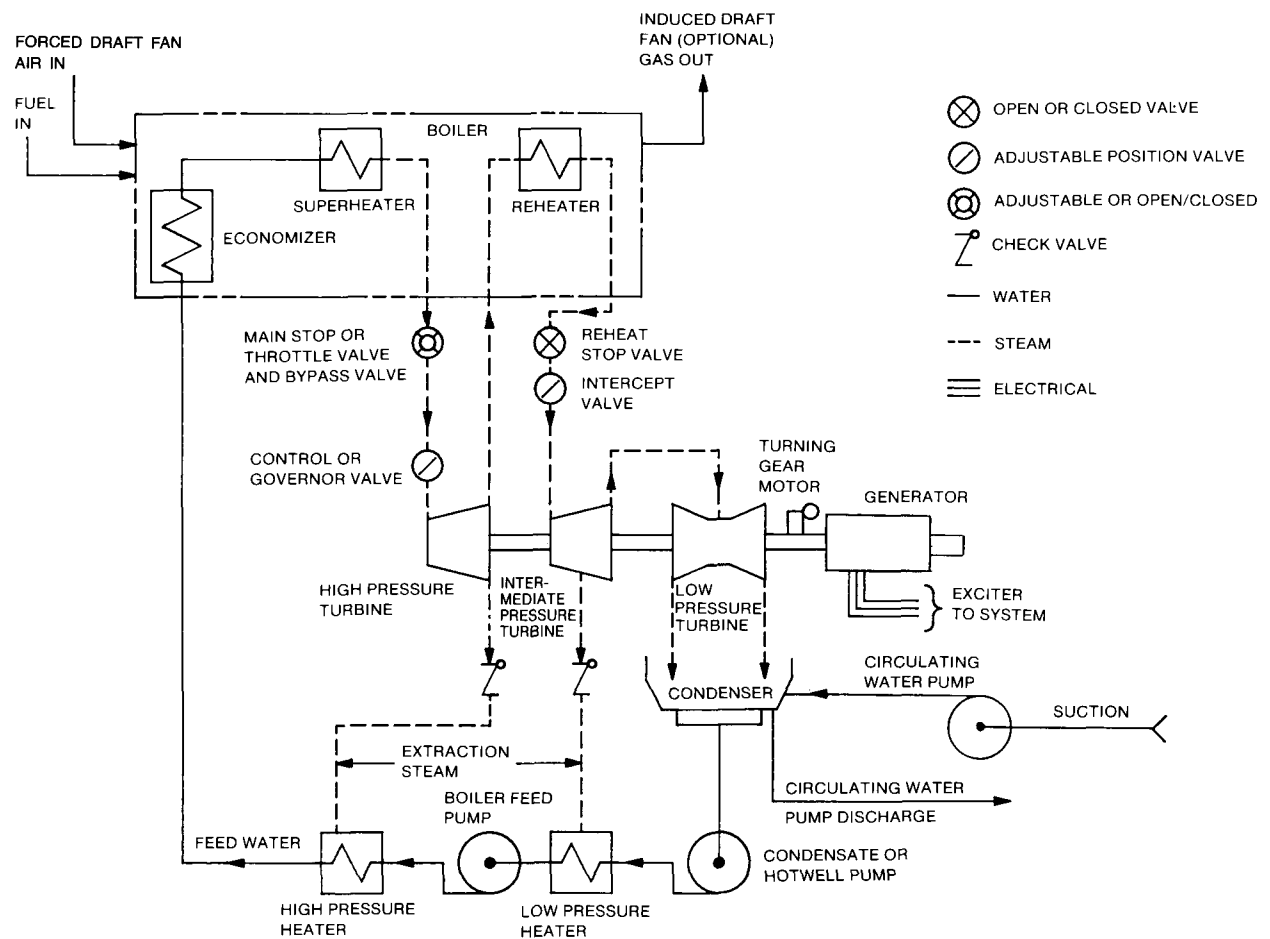 FORCED DRAFT FAN
AIR IN
FUEL
IN
INDUCED DRAFT
FAN (OPTIONAL)
GAS OUT
BOILER
SUPERHEATER
REHEATER
ECONOMIZER
OPEN OR CLOSED VALVE
ADJUSTABLE POSITION VALVE
ADJUSTABLE OR OPEN/CLOSED
CHECK VALVE
WATER
STEAM
ELECTRICAL
MAIN STOP OR
THROTTLE VALVE
AND BYPASS VALVE
REHEAT
STOP VALVE
INTERCEPT
VALVE
CONTROL OR
GOVERNOR VALVE
TURNING
GEAR
MOTOR
GENERATOR
HIGH PRESSURE
TURBINE
INTER-
MEDIATE
PRESSURE
TURBINE
LOW
PRESSURE
TURBINE
EXCITER
TO SYSTEM
CONDENSER
CIRCULATING
WATER PUMP
SUCTION
EXTRACTION
STEAM
CIRCULATING WATER
PUMP DISCHARGE
BOILER FEED
PUMP
FEED WATER
CONDENSATE OR
HOTWELL PUMP
HIGH PRESSURE
HEATER
LOW PRESSURE
HEATER